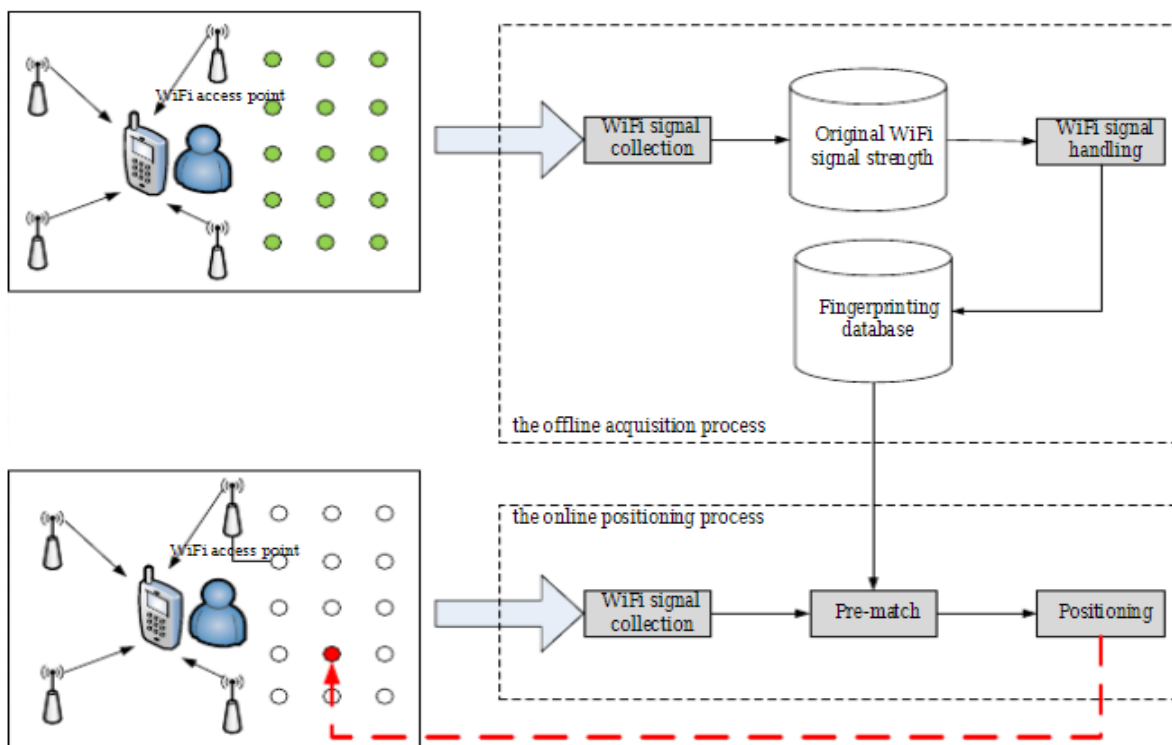 WiFi access point
WiFi signal
collection
Original WiFi
signal strength
WiFi signal
handling
Fingerprinting
database
the offline acquisition process
WiFi access point
the online positioning process
WiFi signal
collection
Pre-match
Positioning